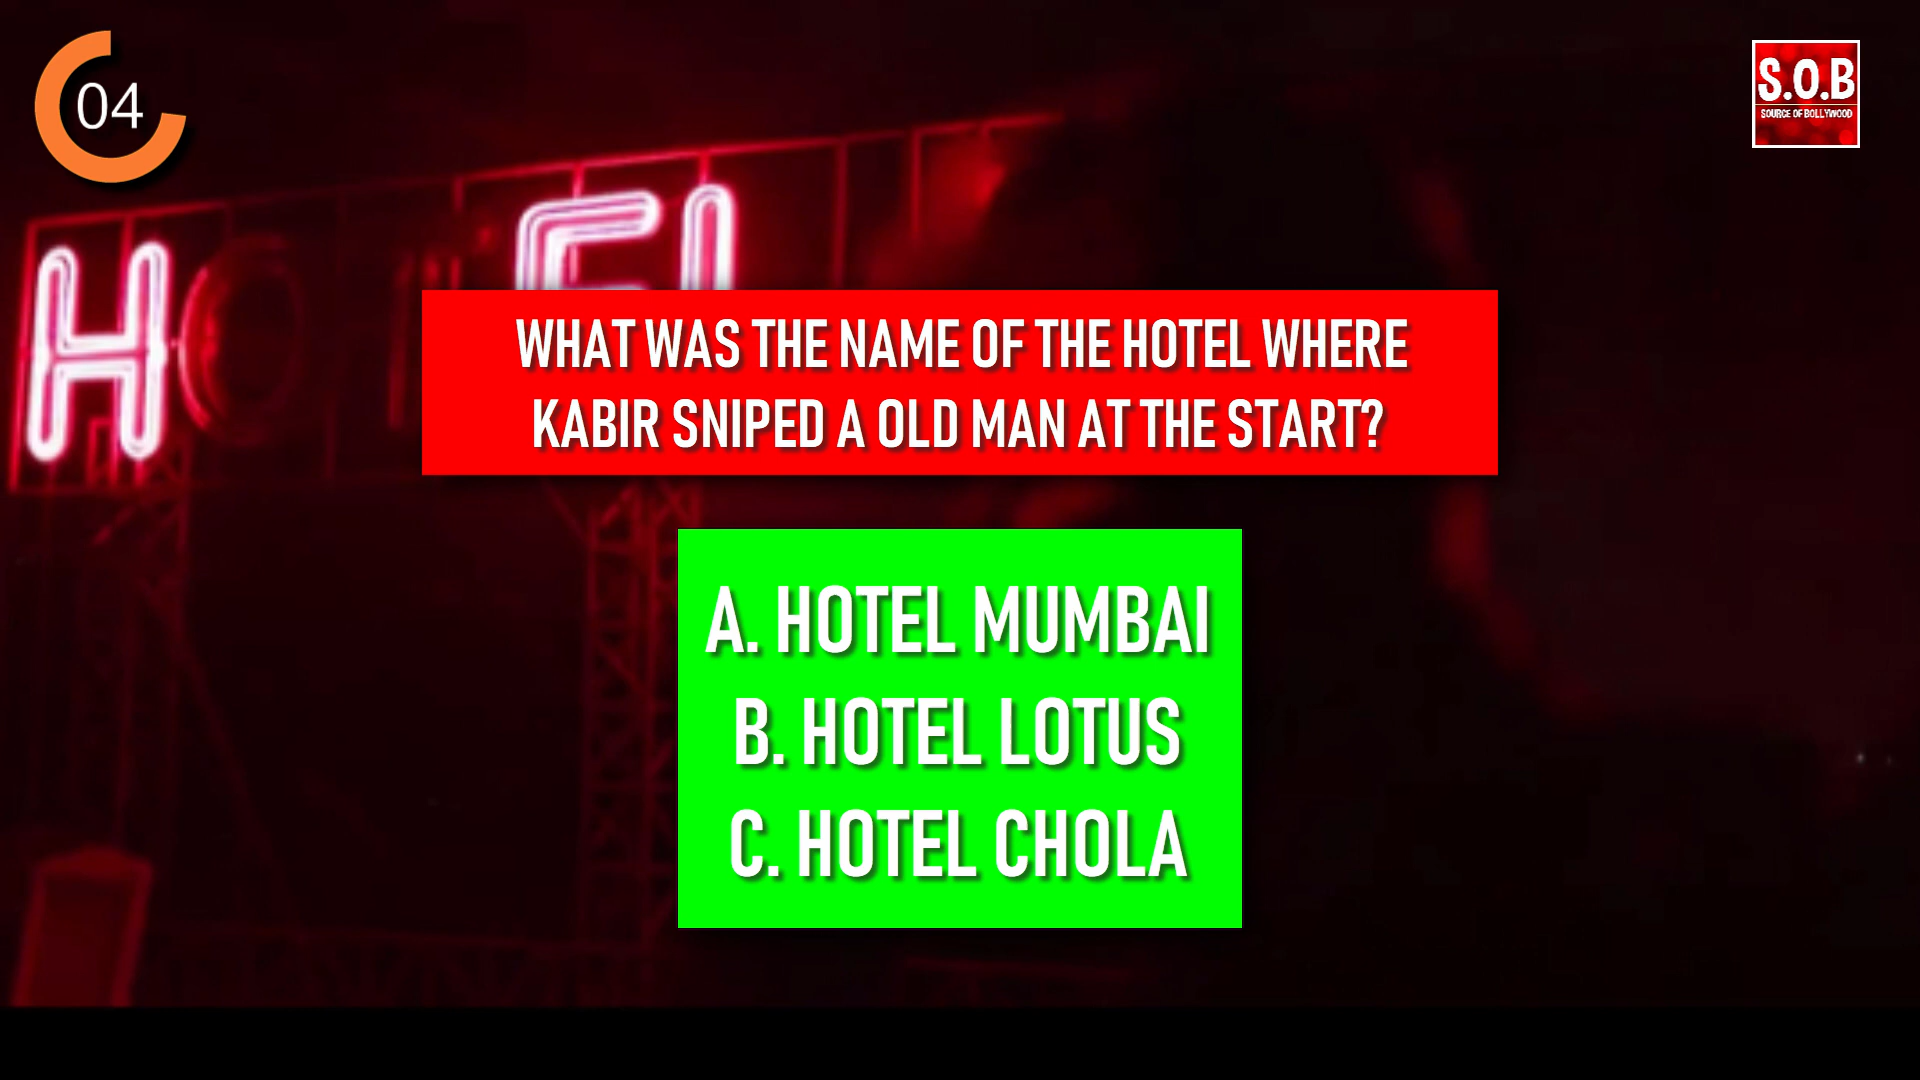 04
S.O.B
SOURCE OF BOLLYWOOD
HOTEL
WHAT WAS THE NAME OF THE HOTEL WHERE
KABIR SNIPED A OLD MAN AT THE START?
A. HOTEL MUMBAI
B. HOTEL LOTUS
C. HOTEL CHOLA